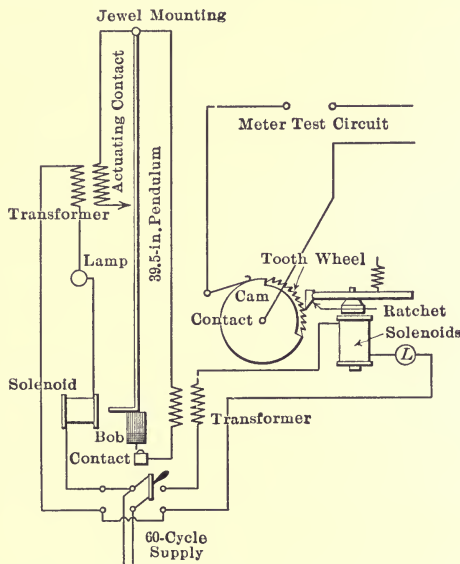 Jewel Mounting
Actuating Contact
39.5-in. Pendulum
Meter Test Circuit
Transformer
Tooth Wheel
Lamp
Cam
Contact
Ratchet
Solenoids
L
Solenoid
Transformer
Bob
Contact
60-Cycle
Supply